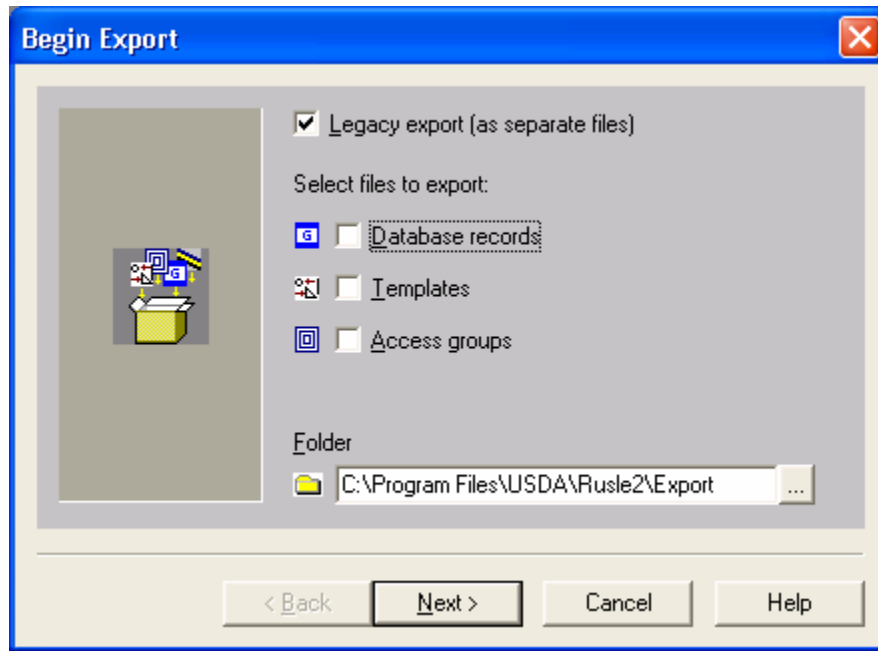 Begin Export
Legacy export (as separate files)
Select files to export:
G Database records
Templates
Access groups
G
Folder
C:\Program Files\USDA\Rusle2\Export ...
< Back Next > Cancel Help